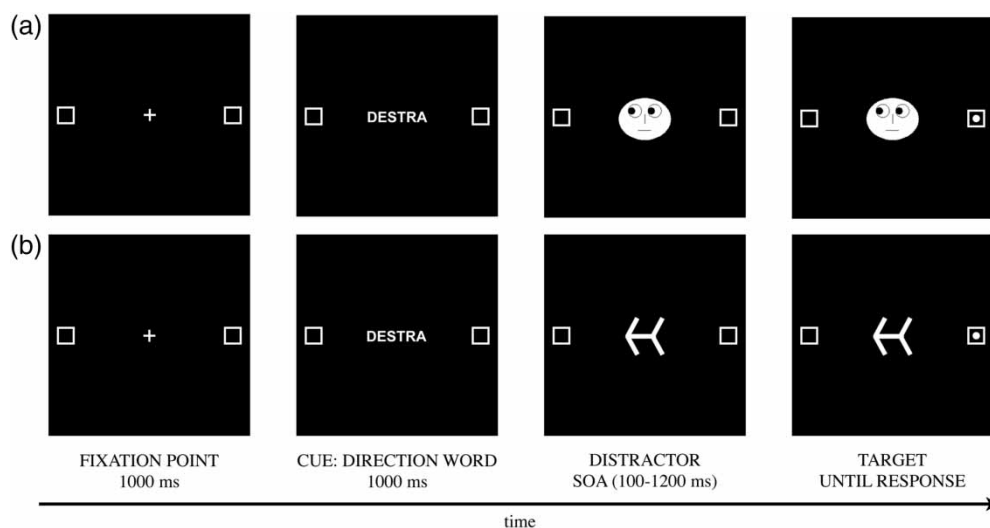 (a)
DESTRA
(b)
DESTRA
FIXATION POINT
1000 ms
CUE: DIRECTION WORD
1000 ms
DISTRACTOR
SOA (100-1200 ms)
TARGET
UNTIL RESPONSE
time